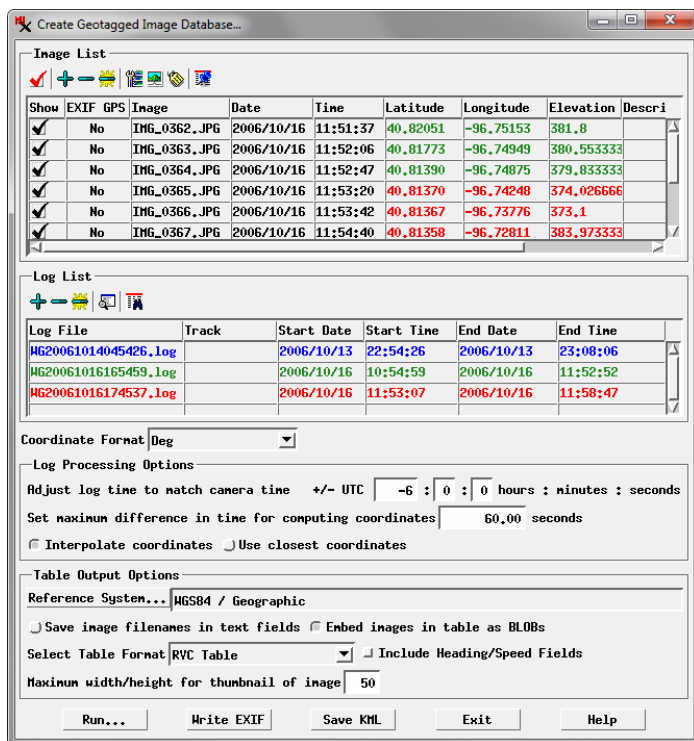 Create Geotagged Image Database...
Image List
Show EXIF GPS Image Date Time Latitude Longitude Elevation Descri
No IMG_0362.JPG 2006/10/16 11:51:37 40.82051 -96.75153 381.8
No IMG_0363.JPG 2006/10/16 11:52:06 40.81773 -96.74949 380.553333
No IMG_0364.JPG 2006/10/16 11:52:47 40.81390 -96.74875 379.833333
No IMG_0365.JPG 2006/10/16 11:53:20 40.81370 -96.74248 374.026666
No IMG_0366.JPG 2006/10/16 11:53:42 40.81367 -96.73776 373.1
No IMG_0367.JPG 2006/10/16 11:54:40 40.81358 -96.72811 383.973333
Log List
Log File Track Start Date Start Time End Date End Time
WG20061014045426.log 2006/10/13 22:54:26 2006/10/13 23:08:06
WG20061016165459.log 2006/10/16 10:54:59 2006/10/16 11:52:52
WG20061016174537.log 2006/10/16 11:53:07 2006/10/16 11:58:47
Coordinate Format Deg
Log Processing Options
Adjust log time to match camera time +/- UTC -6 : 0 : 0 hours : minutes : seconds
Set maximum difference in time for computing coordinates 60.00 seconds
Interpolate coordinates Use closest coordinates
Table Output Options
Reference System... WGS84 / Geographic
Save image filenames in text fields Embed images in table as BLOBs
Select Table Format RVC Table Include Heading/Speed Fields
Maximum width/height for thumbnail of image 50
Run... Write EXIF Save KML Exit Help